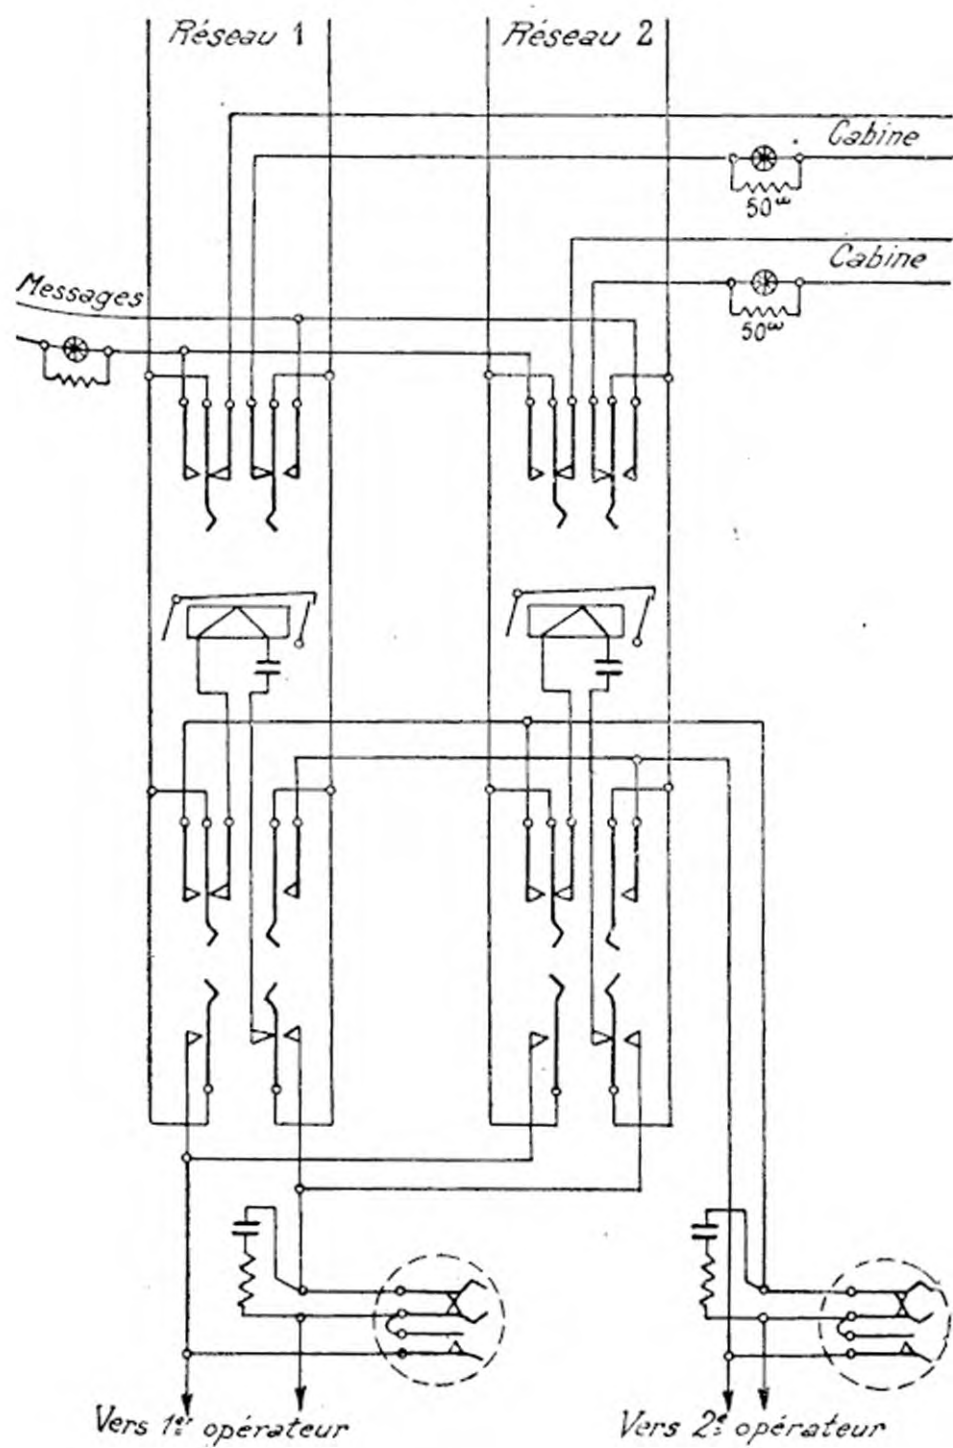 Réseau 1
Réseau 2
Cabine
50ω
Cabine
50ω
Messages
Vers 1er opérateur
Vers 2e opérateur